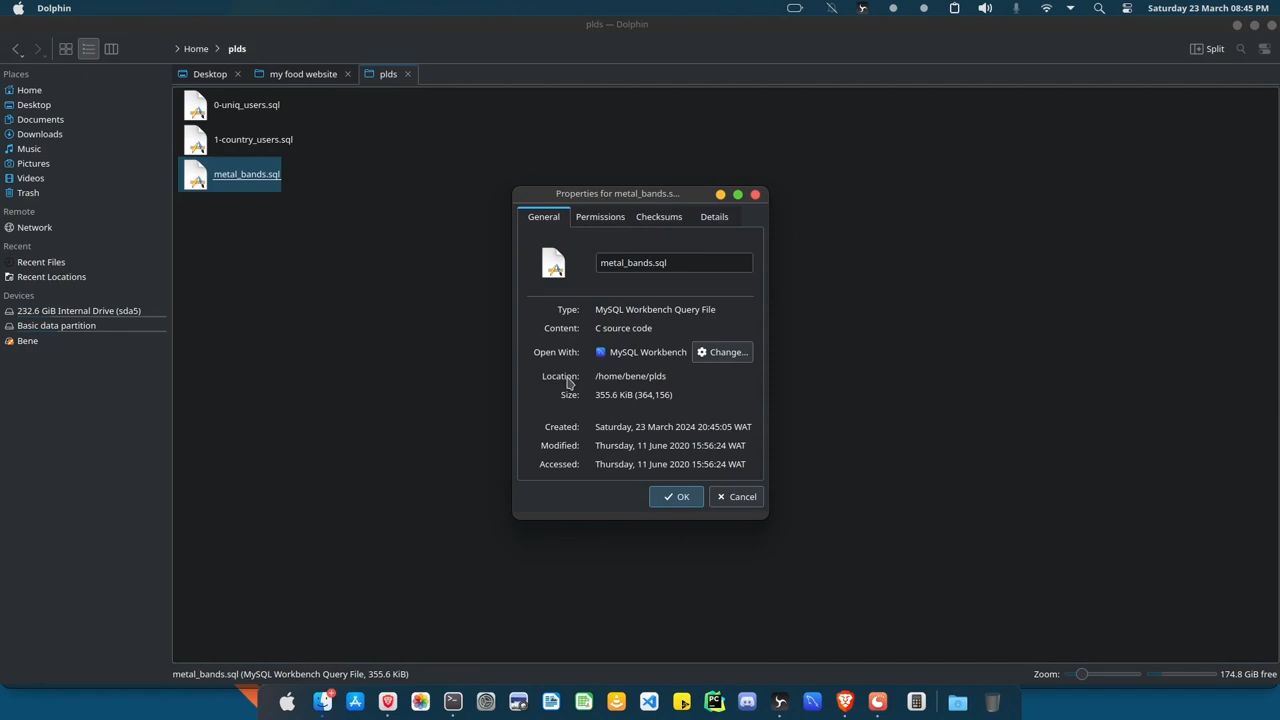 Dolphin
Saturday 23 March 08:45 PM
plds — Dolphin
Home
plds
Split
Places
Home
Desktop
Documents
Downloads
Music
Pictures
Videos
Trash
Remote
Network
Recent
Recent Files
Recent Locations
Devices
232.6 GiB Internal Drive (sda5)
Basic data partition
Bene
Desktop
my food website
plds
0-uniq_users.sql
1-country_users.sql
metal_bands.sql
Properties for metal_bands.s...
General Permissions Checksums Details
metal_bands.sql
Type: MySQL Workbench Query File
Content: C source code
Open With: MySQL Workbench Change...
Location: /home/bene/plds
Size: 355.6 KiB (364,156)
Created: Saturday, 23 March 2024 20:45:05 WAT
Modified: Thursday, 11 June 2020 15:56:24 WAT
Accessed: Thursday, 11 June 2020 15:56:24 WAT
OK Cancel
metal_bands.sql (MySQL Workbench Query File, 355.6 KiB)
Zoom: 174.8 GiB free
PC